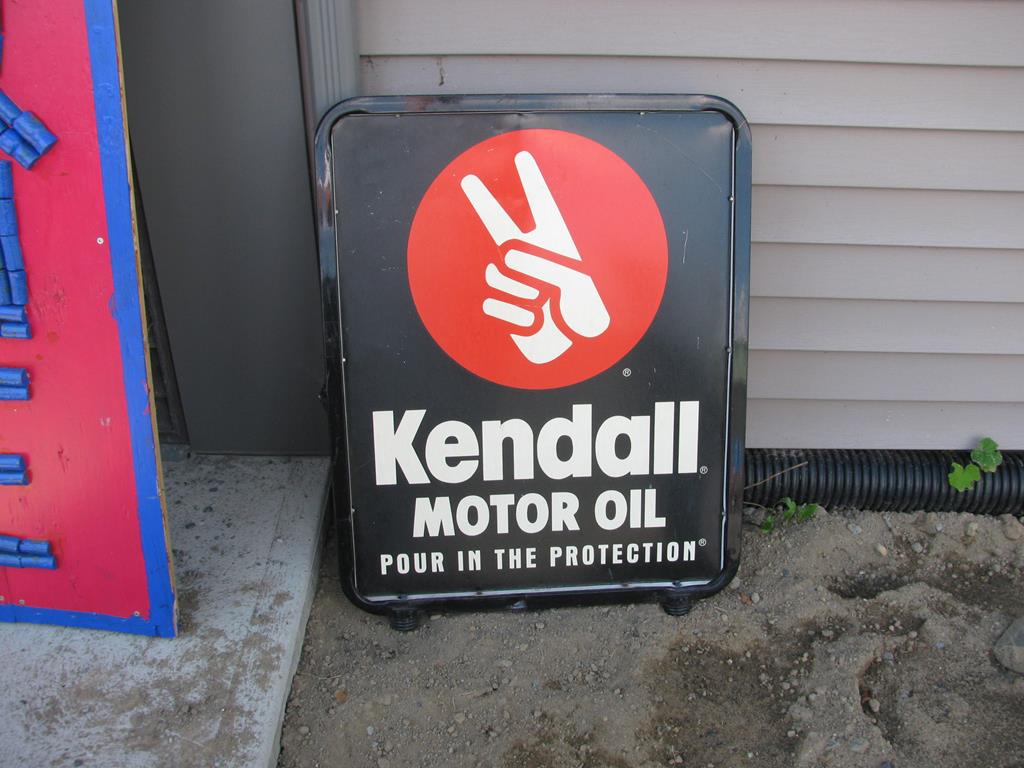 ®
Kendall®
MOTOR OIL
POUR IN THE PROTECTION®